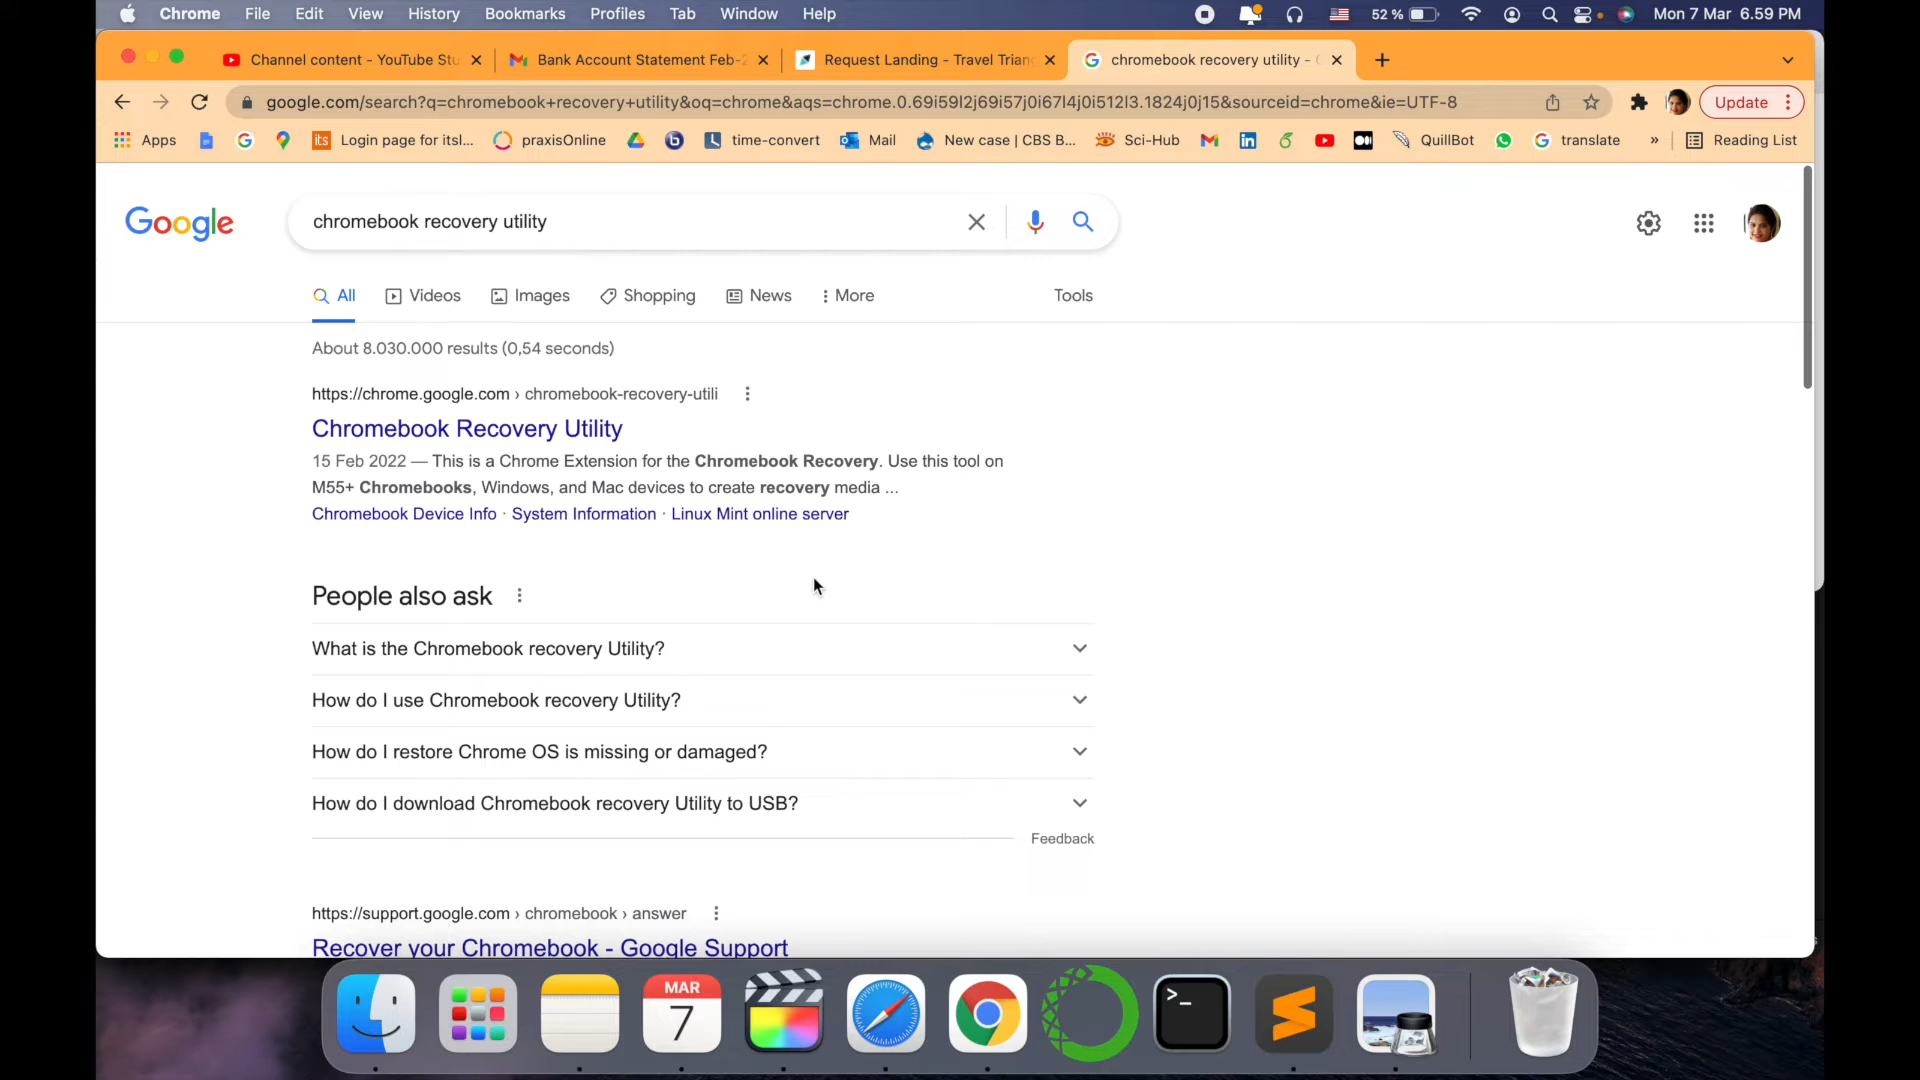 Chrome File Edit View History Bookmarks Profiles Tab Window Help 52 % Mon 7 Mar 6.59 PM
Channel content - YouTube Stu Bank Account Statement Feb-2 Request Landing - Travel Trian chromebook recovery utility -
google.com/search?q=chromebook+recovery+utility&oq=chrome&aqs=chrome.0.69i59l2j69i57j0i67l4j0i512l3.1824j0j15&sourceid=chrome&ie=UTF-8 Update
Apps its Login page for itsl... praxisOnline time-convert Mail New case | CBS B... Sci-Hub QuillBot translate » Reading List
Google chromebook recovery utility
All Videos Images Shopping News More Tools
About 8.030.000 results (0,54 seconds)
https://chrome.google.com › chromebook-recovery-utili
Chromebook Recovery Utility
15 Feb 2022 — This is a Chrome Extension for the Chromebook Recovery. Use this tool on
M55+ Chromebooks, Windows, and Mac devices to create recovery media ...
Chromebook Device Info · System Information · Linux Mint online server
People also ask
What is the Chromebook recovery Utility?
How do I use Chromebook recovery Utility?
How do I restore Chrome OS is missing or damaged?
How do I download Chromebook recovery Utility to USB?
Feedback
https://support.google.com › chromebook › answer
Recover your Chromebook - Google Support
MAR
7
>_